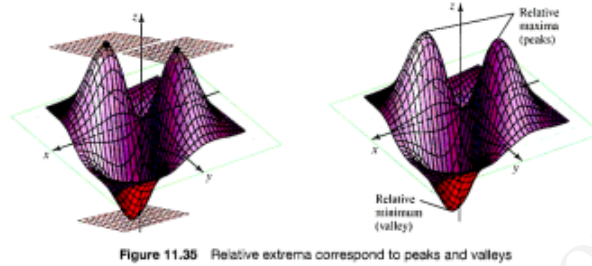 z
x
y
z
x
y
Relative
maxima
(peaks)
Relative
minimum
(valley)
Figure 11.35 Relative extrema correspond to peaks and valleys